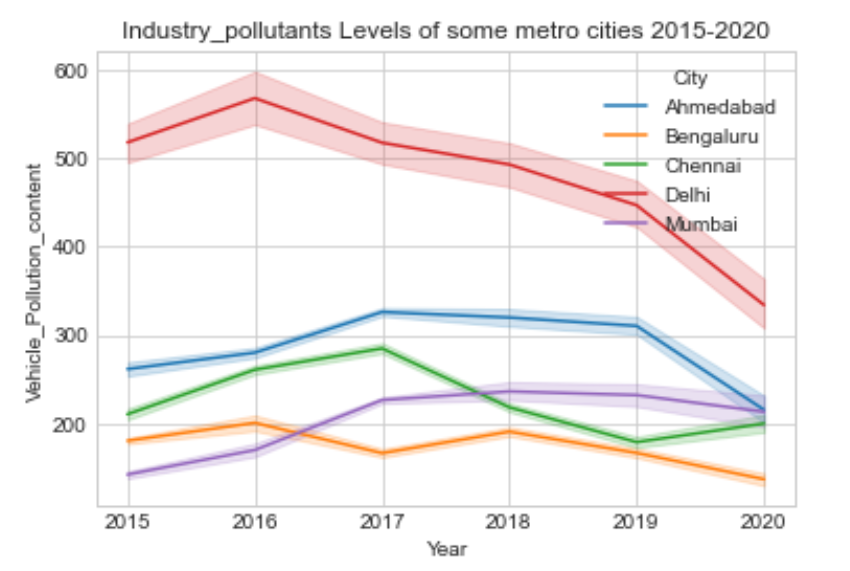 Industry_pollutants Levels of some metro cities 2015-2020
Vehicle_Pollution_content
600
500
400
300
200
City
Ahmedabad
Bengaluru
Chennai
Delhi
Mumbai
2015 2016 2017 2018 2019 2020
Year